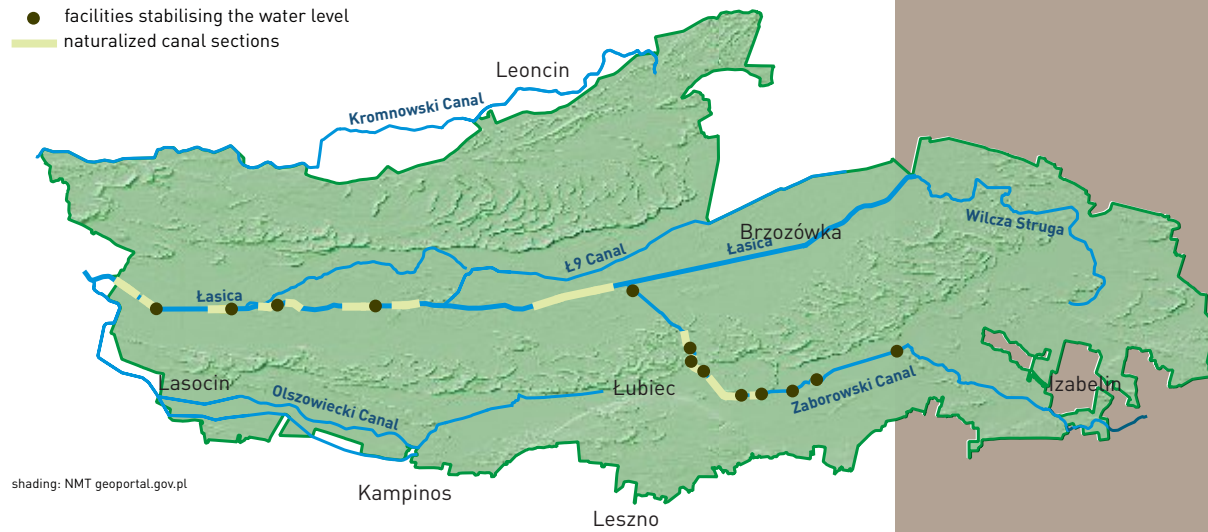 facilities stabilising the water level
naturalized canal sections
Leoncin
Kromnowski Canal
Wilcza Struga
Brzozówka
Łasica
Ł9 Canal
Łasica
Lasocin
Łubiec
Izabelin
Olszowiecki Canal
Zaborowski Canal
shading: NMT geoportal.gov.pl
Kampinos
Leszno